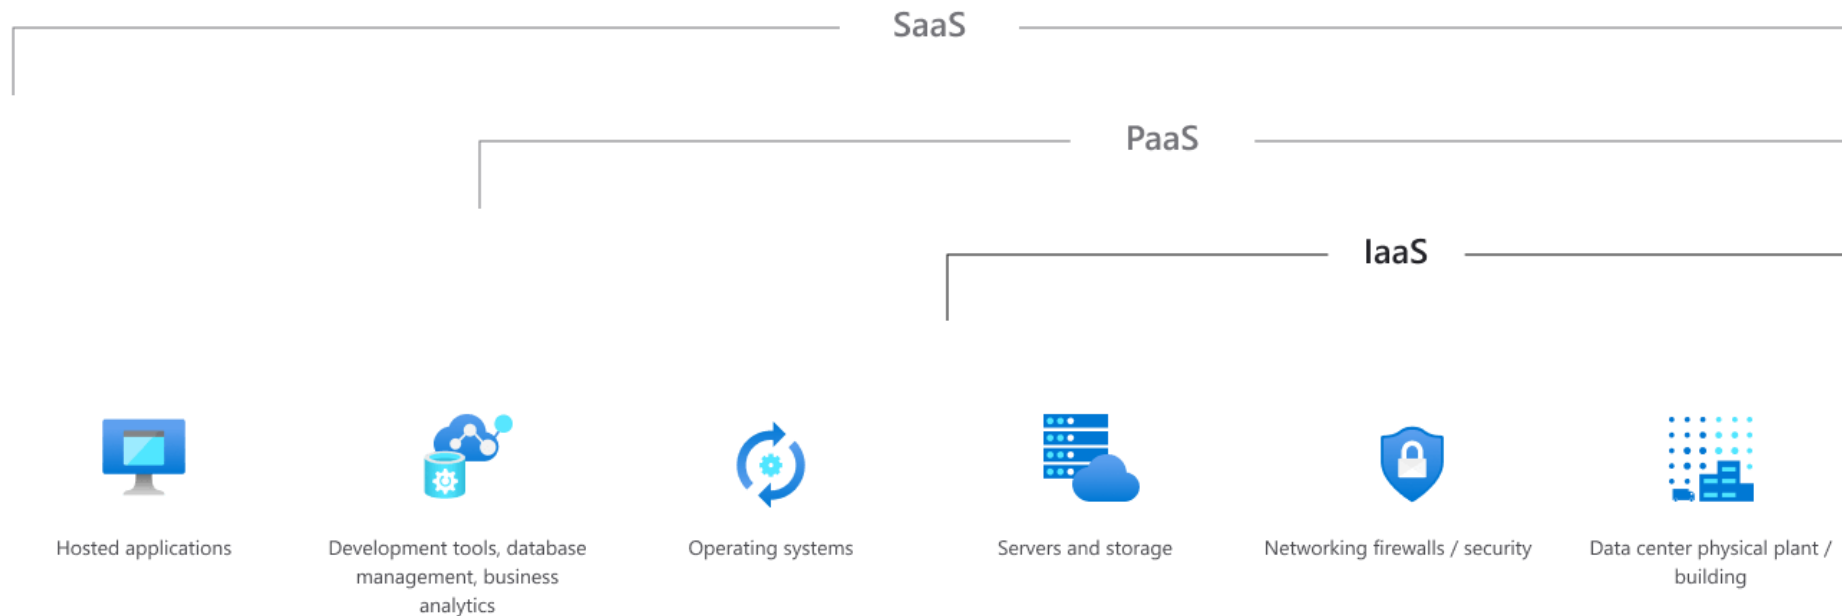 SaaS
PaaS
IaaS
Hosted applications
Development tools, database
management, business
analytics
Operating systems
Servers and storage
Networking firewalls / security
Data center physical plant /
building